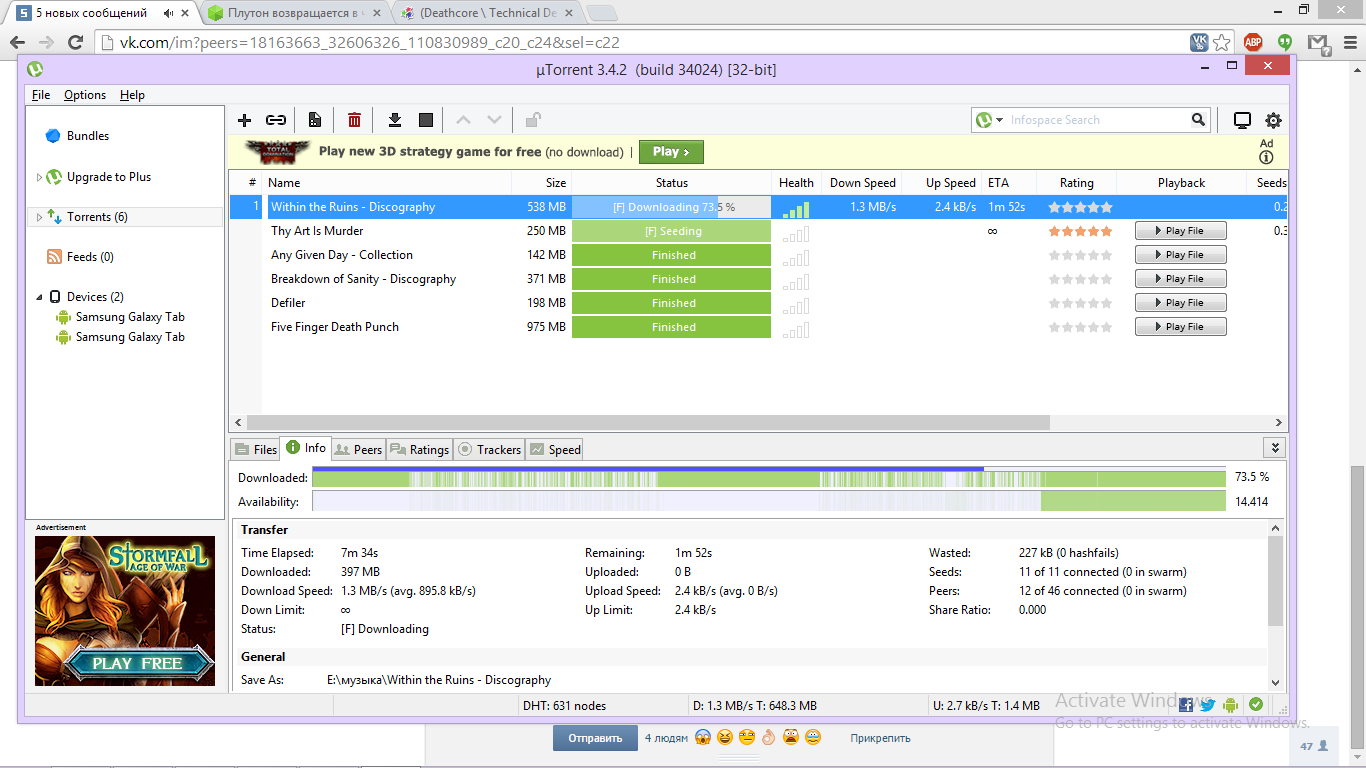 5 новых сообщений
Плутон возвращается в
(Deathcore \ Technical De
vk.com/im?peers=18163663_32606326_110830989_c20_c24&sel=c22
ABP
µTorrent 3.4.2 (build 34024) [32-bit]
File Options Help
Infospace Search
Bundles
Upgrade to Plus
Torrents (6)
Feeds (0)
Devices (2)
Samsung Galaxy Tab
Samsung Galaxy Tab
TOTAL DOMINATION Play new 3D strategy game for free (no download) | Play › Ad
# Name Size Status Health Down Speed Up Speed ETA Rating Playback Seeds
1 Within the Ruins - Discography 538 MB [F] Downloading 73.5 % 1.3 MB/s 2.4 kB/s 1m 52s 0.2
Thy Art Is Murder 250 MB [F] Seeding ∞ Play File 0.3
Any Given Day - Collection 142 MB Finished Play File
Breakdown of Sanity - Discography 371 MB Finished Play File
Defiler 198 MB Finished Play File
Five Finger Death Punch 975 MB Finished Play File
Files Info Peers Ratings Trackers Speed
Downloaded: 73.5 %
Availability: 14.414
Transfer
Time Elapsed: 7m 34s Remaining: 1m 52s Wasted: 227 kB (0 hashfails)
Downloaded: 397 MB Uploaded: 0 B Seeds: 11 of 11 connected (0 in swarm)
Download Speed: 1.3 MB/s (avg. 895.8 kB/s) Upload Speed: 2.4 kB/s (avg. 0 B/s) Peers: 12 of 46 connected (0 in swarm)
Down Limit: ∞ Up Limit: 2.4 kB/s Share Ratio: 0.000
Status: [F] Downloading
General
Save As: E:\музыка\Within the Ruins - Discography
Advertisement
STORMFALL
AGE OF WAR
PLAY FREE
DHT: 631 nodes D: 1.3 MB/s T: 648.3 MB U: 2.7 kB/s T: 1.4 MB
Activate Windows
Go to PC settings to activate Windows.
Отправить 4 людям Прикрепить
47